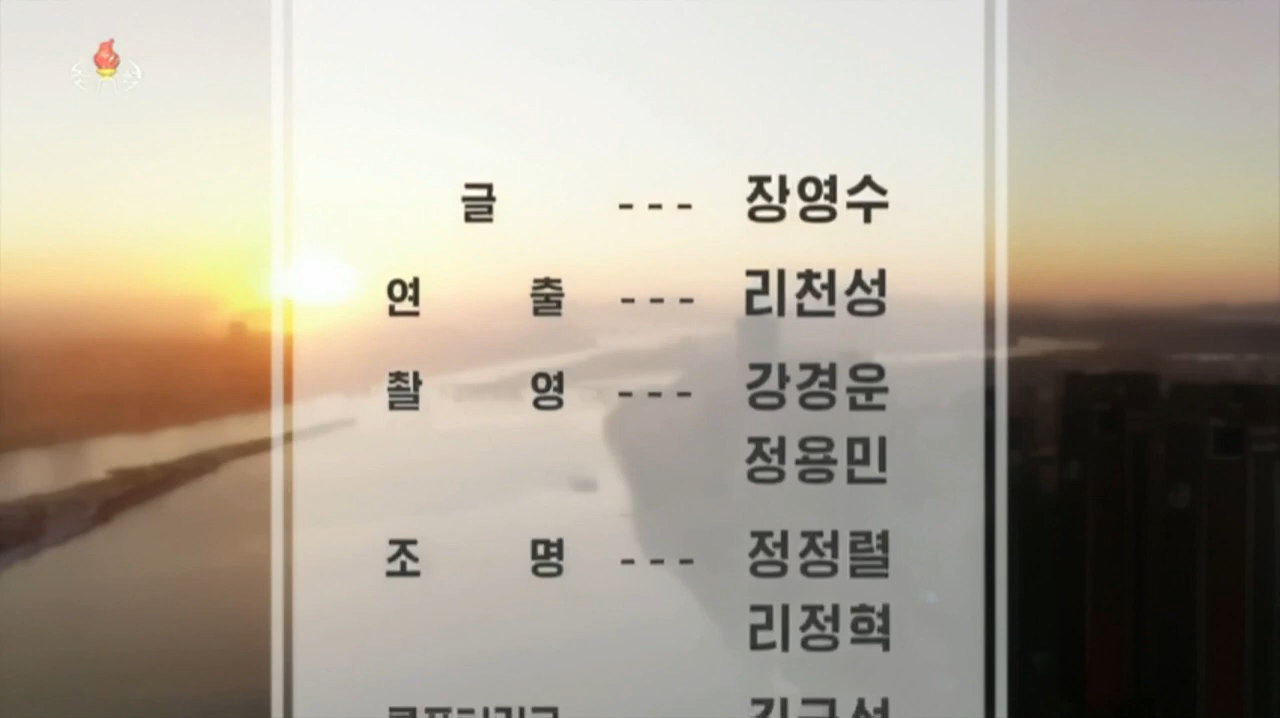 글 --- 장영수
연 출 --- 리천성
촬 영 --- 강경운
정용민
조 명 --- 정정렬
리정혁